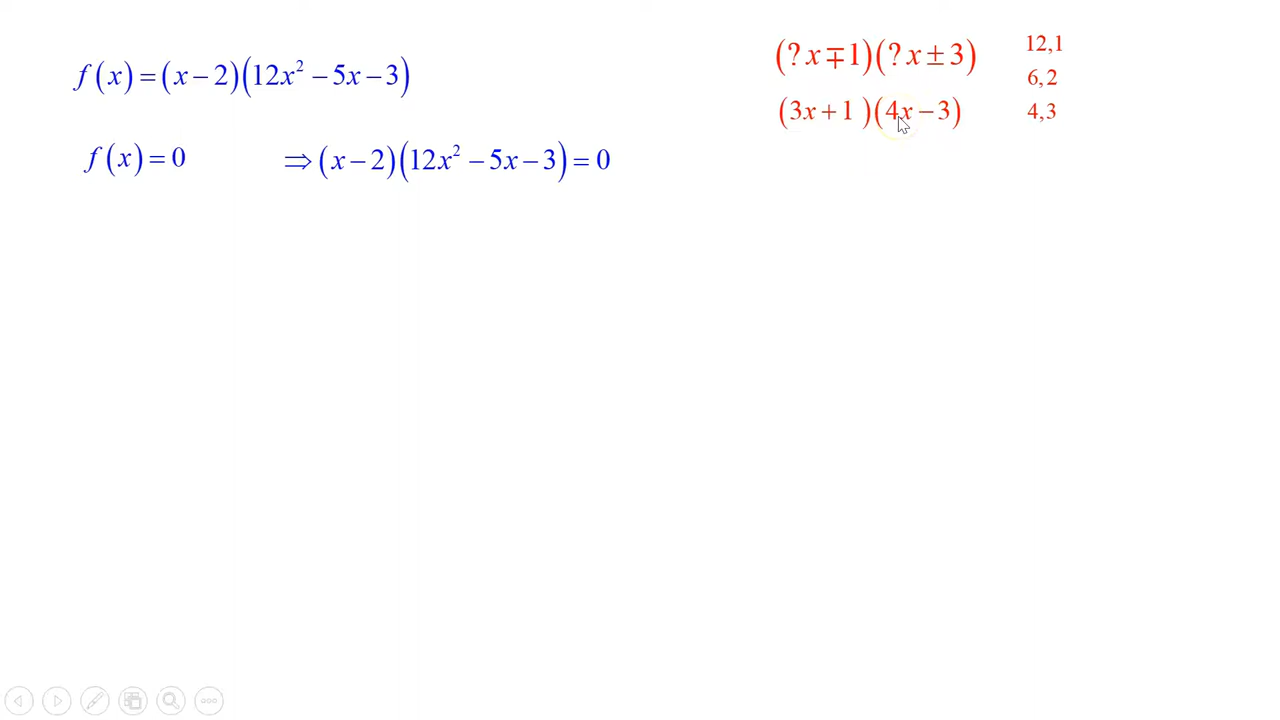 f(x) = (x − 2)(12x² − 5x − 3)
f(x) = 0 ⇒ (x − 2)(12x² − 5x − 3) = 0
(? x ∓ 1)(? x ± 3)
(3x + 1 )(4x − 3)
12,1
6,2
4,3